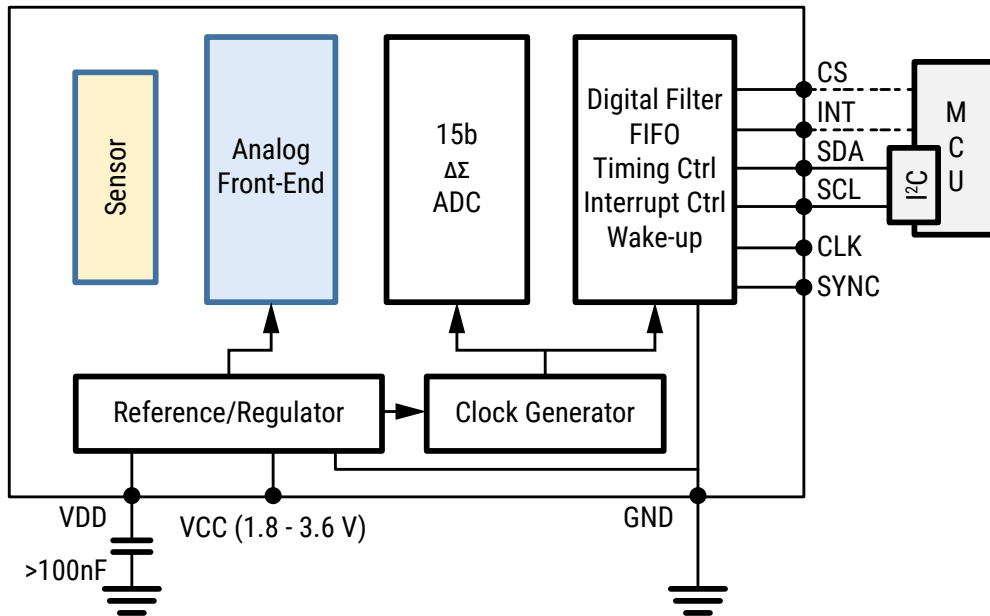 Sensor
Analog
Front-End
15b
ΔΣ
ADC
Digital Filter
FIFO
Timing Ctrl
Interrupt Ctrl
Wake-up
CS
INT
SDA
SCL
CLK
SYNC
I²C
M
C
U
Reference/Regulator
Clock Generator
VDD
VCC (1.8 - 3.6 V)
GND
>100nF